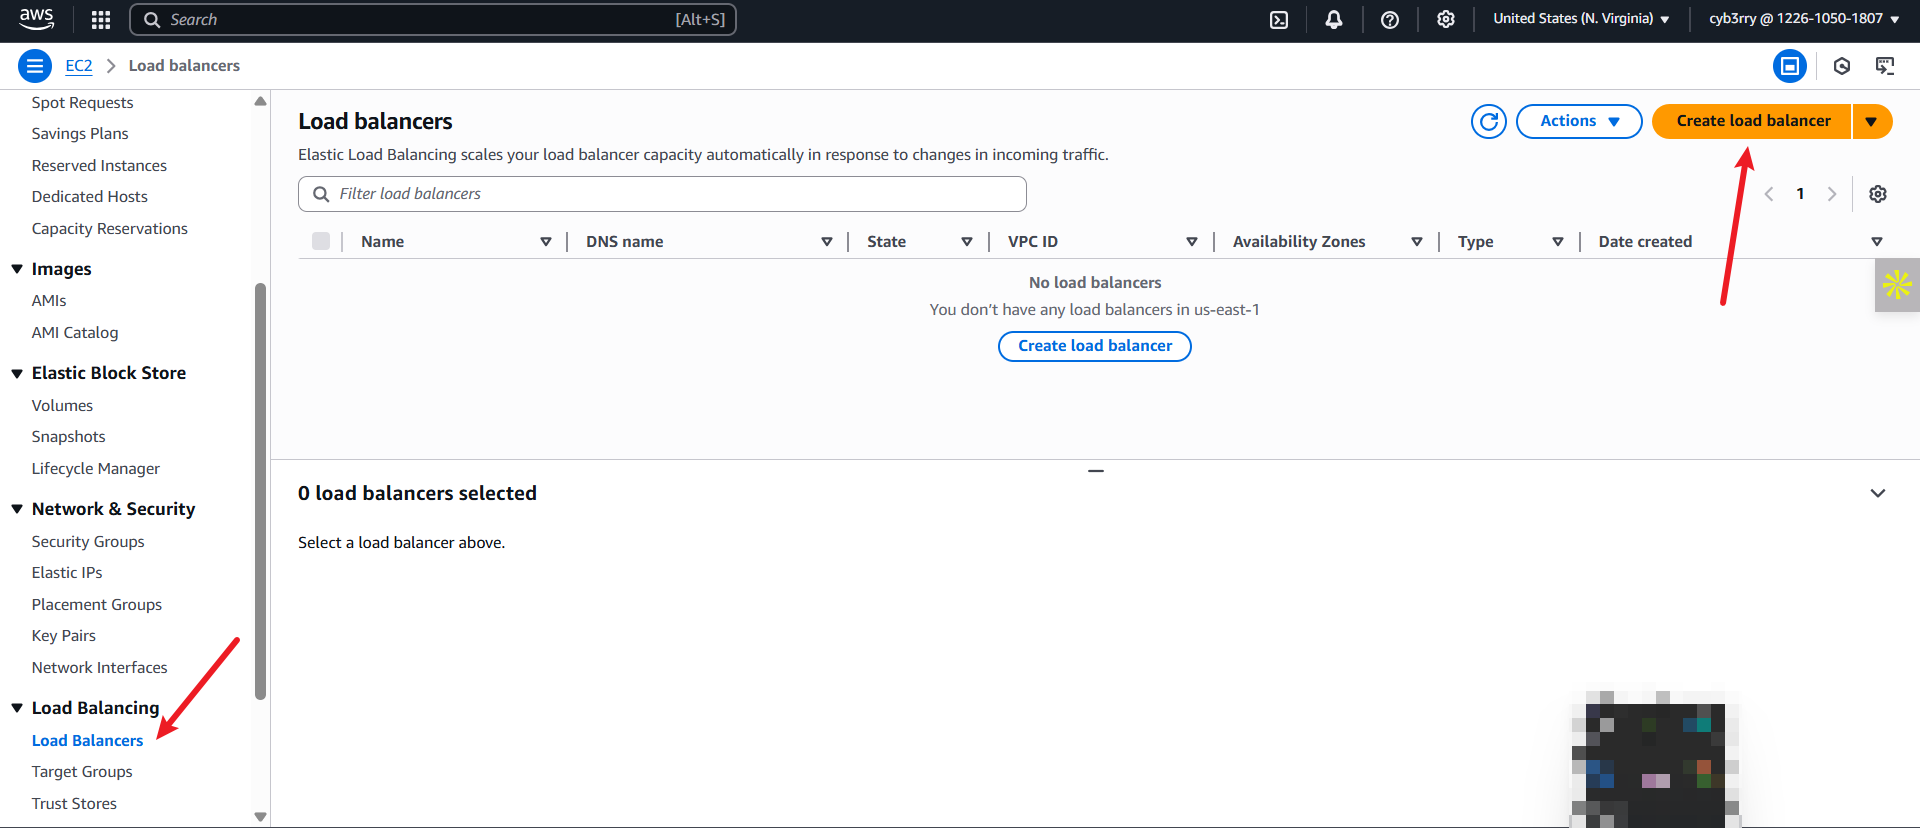 aws
Search
[Alt+S]
United States (N. Virginia)
cyb3rry @ 1226-1050-1807
EC2
Load balancers
Spot Requests
Savings Plans
Reserved Instances
Dedicated Hosts
Capacity Reservations
Images
AMIs
AMI Catalog
Elastic Block Store
Volumes
Snapshots
Lifecycle Manager
Network & Security
Security Groups
Elastic IPs
Placement Groups
Key Pairs
Network Interfaces
Load Balancing
Load Balancers
Target Groups
Trust Stores
Load balancers
Actions
Create load balancer
Elastic Load Balancing scales your load balancer capacity automatically in response to changes in incoming traffic.
Filter load balancers
1
Name
DNS name
State
VPC ID
Availability Zones
Type
Date created
No load balancers
You don’t have any load balancers in us-east-1
Create load balancer
0 load balancers selected
Select a load balancer above.